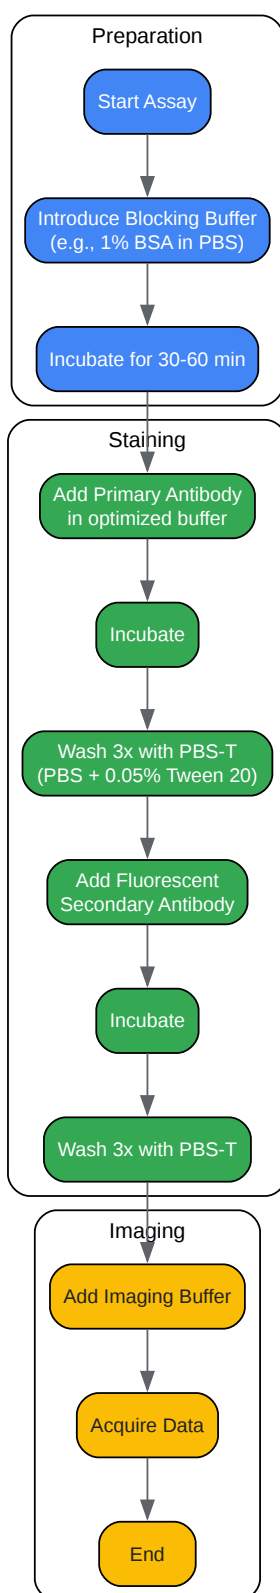 Preparation
Start Assay
Introduce Blocking Buffer
(e.g., 1% BSA in PBS)
Incubate for 30-60 min
Staining
Add Primary Antibody
in optimized buffer
Incubate
Wash 3x with PBS-T
(PBS + 0.05% Tween 20)
Add Fluorescent
Secondary Antibody
Incubate
Wash 3x with PBS-T
Imaging
Add Imaging Buffer
Acquire Data
End